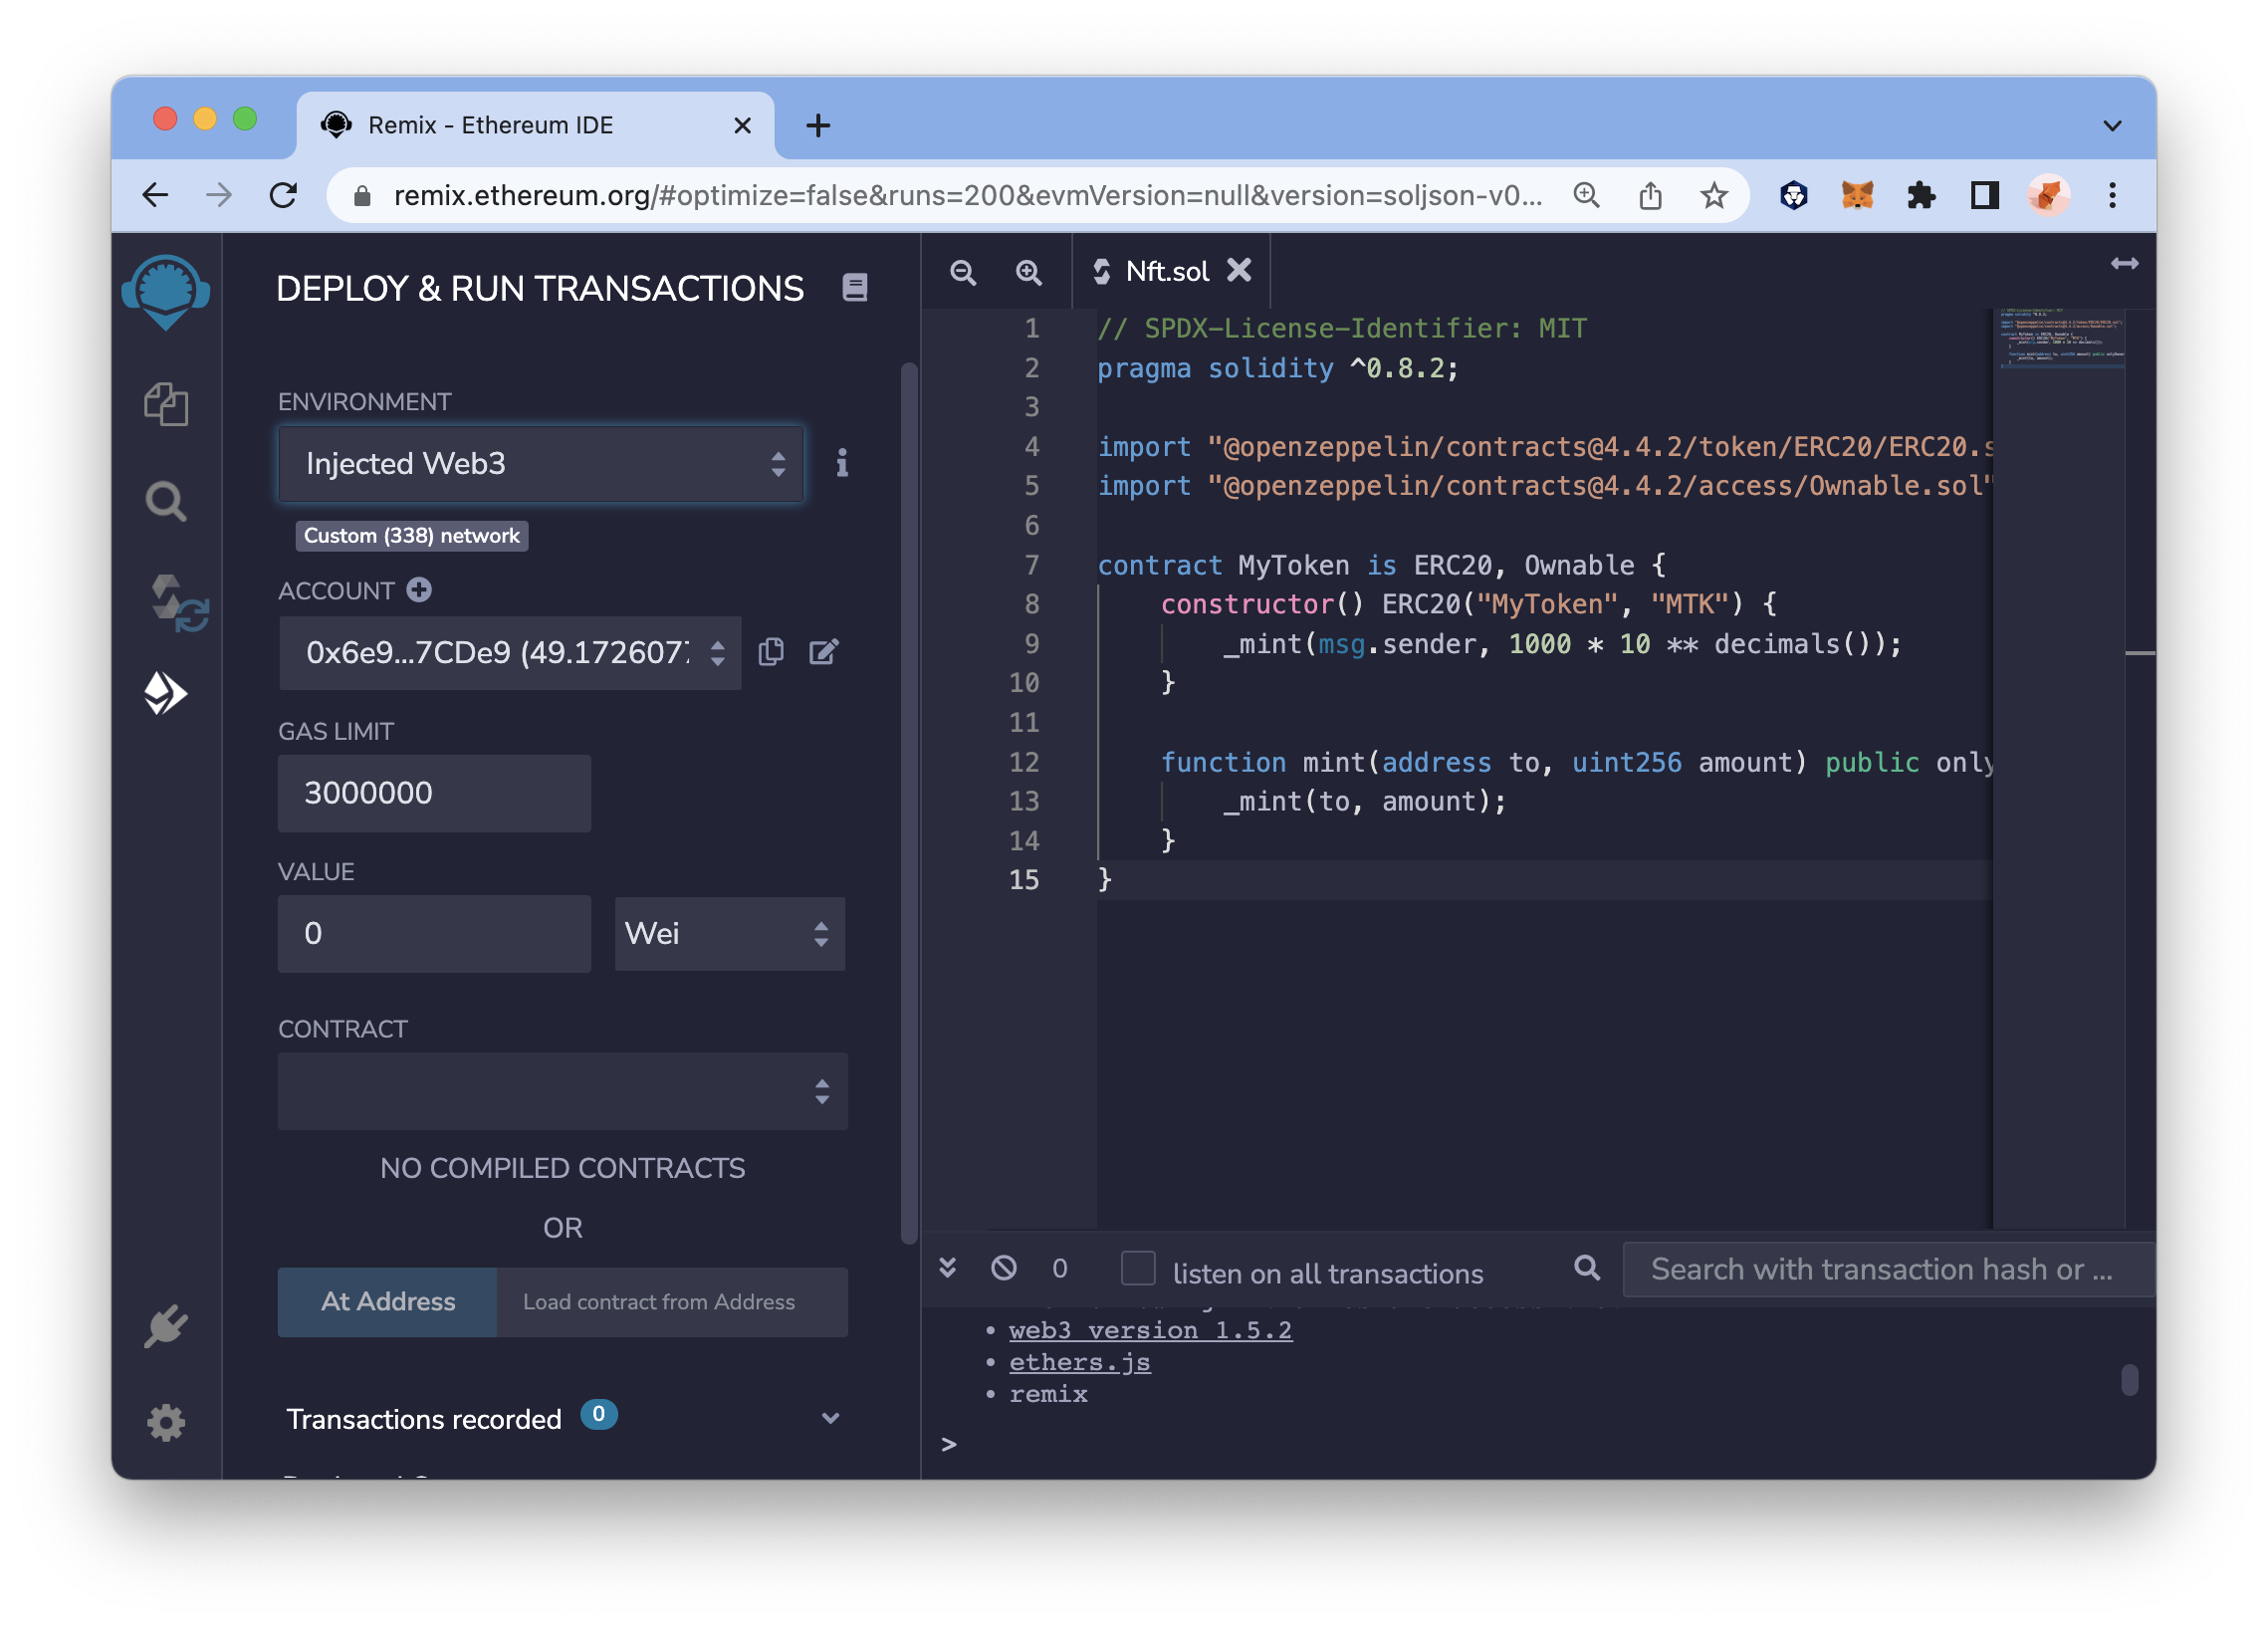 Remix - Ethereum IDE
remix.ethereum.org/#optimize=false&runs=200&evmVersion=null&version=soljson-v0...
DEPLOY & RUN TRANSACTIONS
ENVIRONMENT
Injected Web3
Custom (338) network
ACCOUNT
0x6e9...7CDe9 (49.1726077
GAS LIMIT
3000000
VALUE
0
Wei
CONTRACT
NO COMPILED CONTRACTS
OR
At Address
Load contract from Address
Transactions recorded 0
Nft.sol
1 // SPDX-License-Identifier: MIT
2 pragma solidity ^0.8.2;
3
4 import "@openzeppelin/contracts@4.4.2/token/ERC20/ERC20.s
5 import "@openzeppelin/contracts@4.4.2/access/Ownable.sol"
6
7 contract MyToken is ERC20, Ownable {
8 constructor() ERC20("MyToken", "MTK") {
9 _mint(msg.sender, 1000 * 10 ** decimals());
10 }
11
12 function mint(address to, uint256 amount) public only
13 _mint(to, amount);
14 }
15 }
0
listen on all transactions
Search with transaction hash or ...
• web3 version 1.5.2
• ethers.js
• remix
>